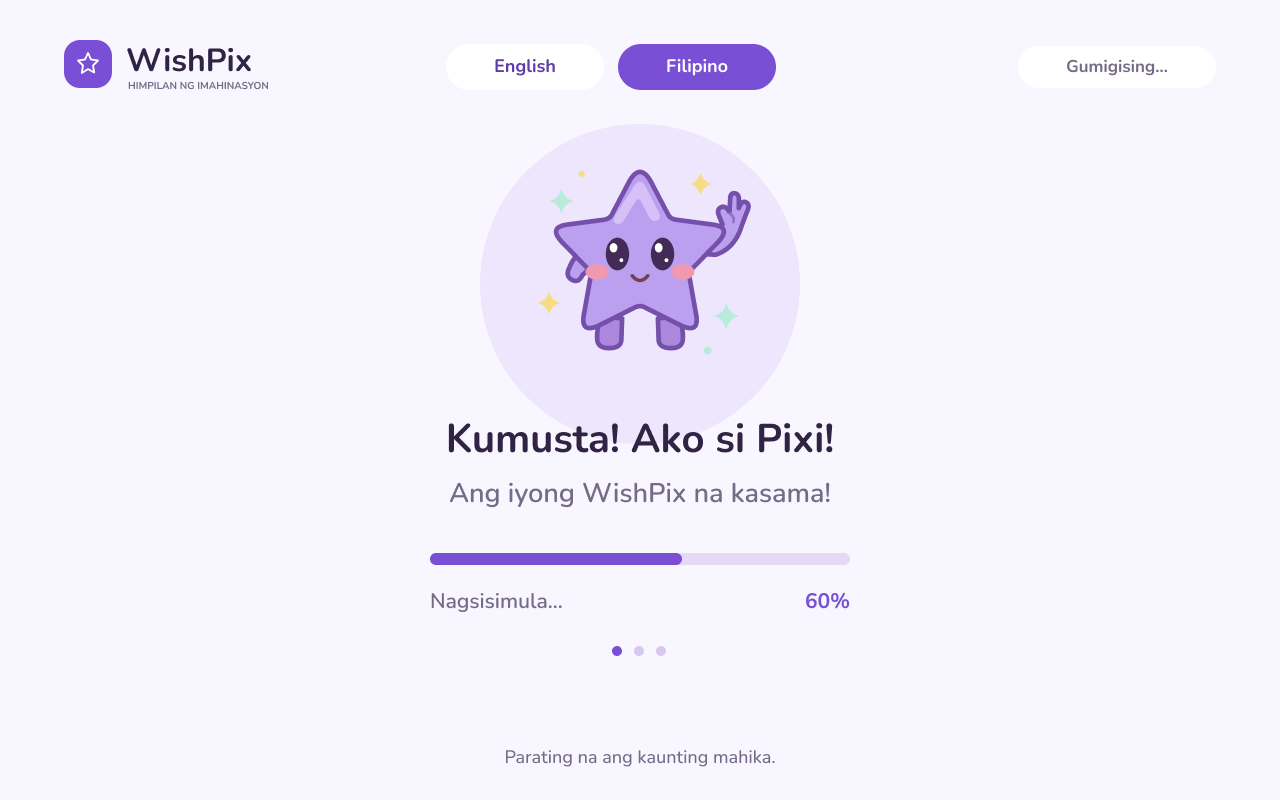 WishPix
HIMPILAN NG IMAHINASYON
English
Filipino
Gumigising...
Kumusta! Ako si Pixi!
Ang iyong WishPix na kasama!
Nagsisimula...
60%
Parating na ang kaunting mahika.